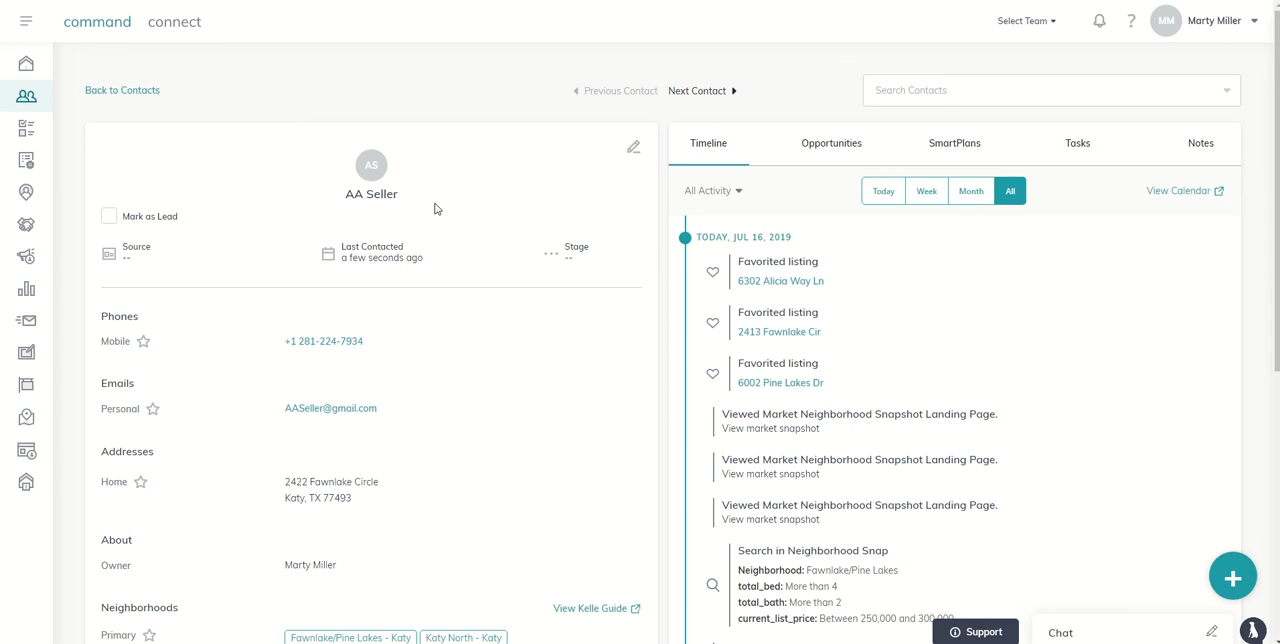 command connect
Select Team
?
MM
Marty Miller
Back to Contacts
Previous Contact
Next Contact
Search Contacts
AS
AA Seller
Mark as Lead
Source
--
Last Contacted
a few seconds ago
Stage
--
Phones
Mobile
+1 281-224-7934
Emails
Personal
AASeller@gmail.com
Addresses
Home
2422 Fawnlake Circle
Katy, TX 77493
About
Owner
Marty Miller
Neighborhoods
View Kelle Guide
Primary
Fawnlake/Pine Lakes - Katy
Katy North - Katy
Timeline
Opportunities
SmartPlans
Tasks
Notes
All Activity
Today
Week
Month
All
View Calendar
TODAY, JUL 16, 2019
Favorited listing
6302 Alicia Way Ln
Favorited listing
2413 Fawnlake Cir
Favorited listing
6002 Pine Lakes Dr
Viewed Market Neighborhood Snapshot Landing Page.
View market snapshot
Viewed Market Neighborhood Snapshot Landing Page.
View market snapshot
Viewed Market Neighborhood Snapshot Landing Page.
View market snapshot
Search in Neighborhood Snap
Neighborhood: Fawnlake/Pine Lakes
total_bed: More than 4
total_bath: More than 2
current_list_price: Between 250,000 and 300,000
+
Support
Chat